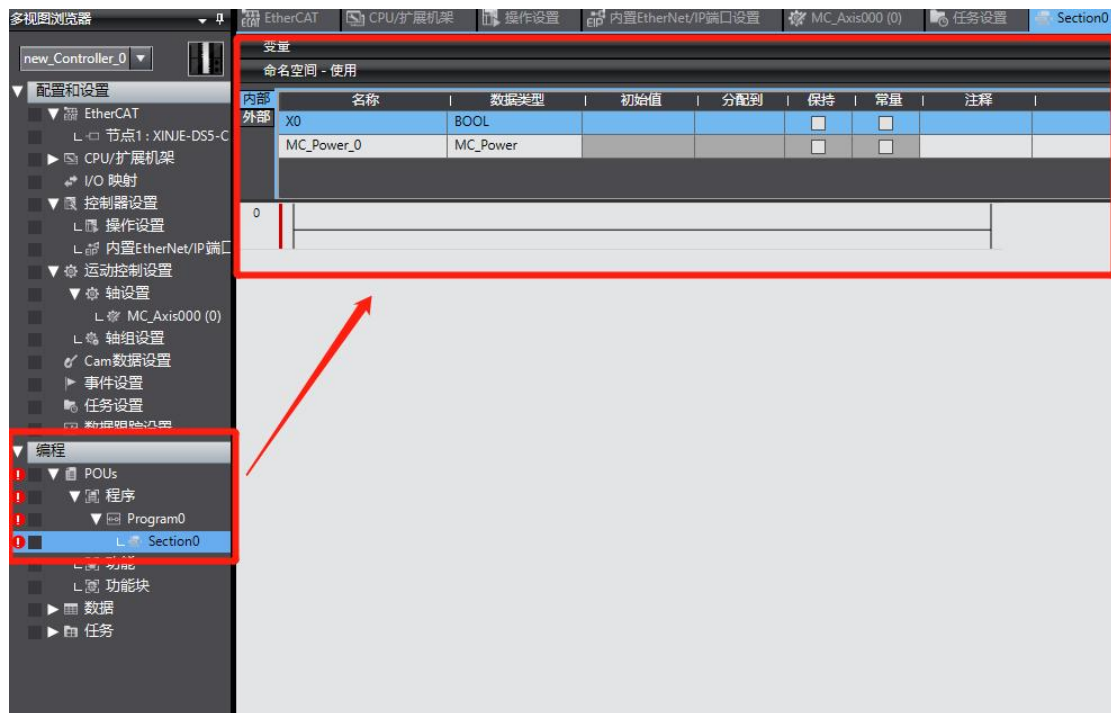 多视图浏览器
new_Controller_0
配置和设置
EtherCAT
节点1 : XINJE-DS5-C
CPU/扩展机架
I/O 映射
控制器设置
操作设置
内置EtherNet/IP端口
运动控制设置
轴设置
MC_Axis000 (0)
轴组设置
Cam数据设置
事件设置
任务设置
数据跟踪设置
编程
POUs
程序
Program0
Section0
功能
功能块
数据
任务
EtherCAT CPU/扩展机架 操作设置 内置EtherNet/IP端口设置 MC_Axis000 (0) 任务设置 Section0
变量
命名空间 - 使用
内部
外部
名称 数据类型 初始值 分配到 保持 常量 注释
X0 BOOL
MC_Power_0 MC_Power
0